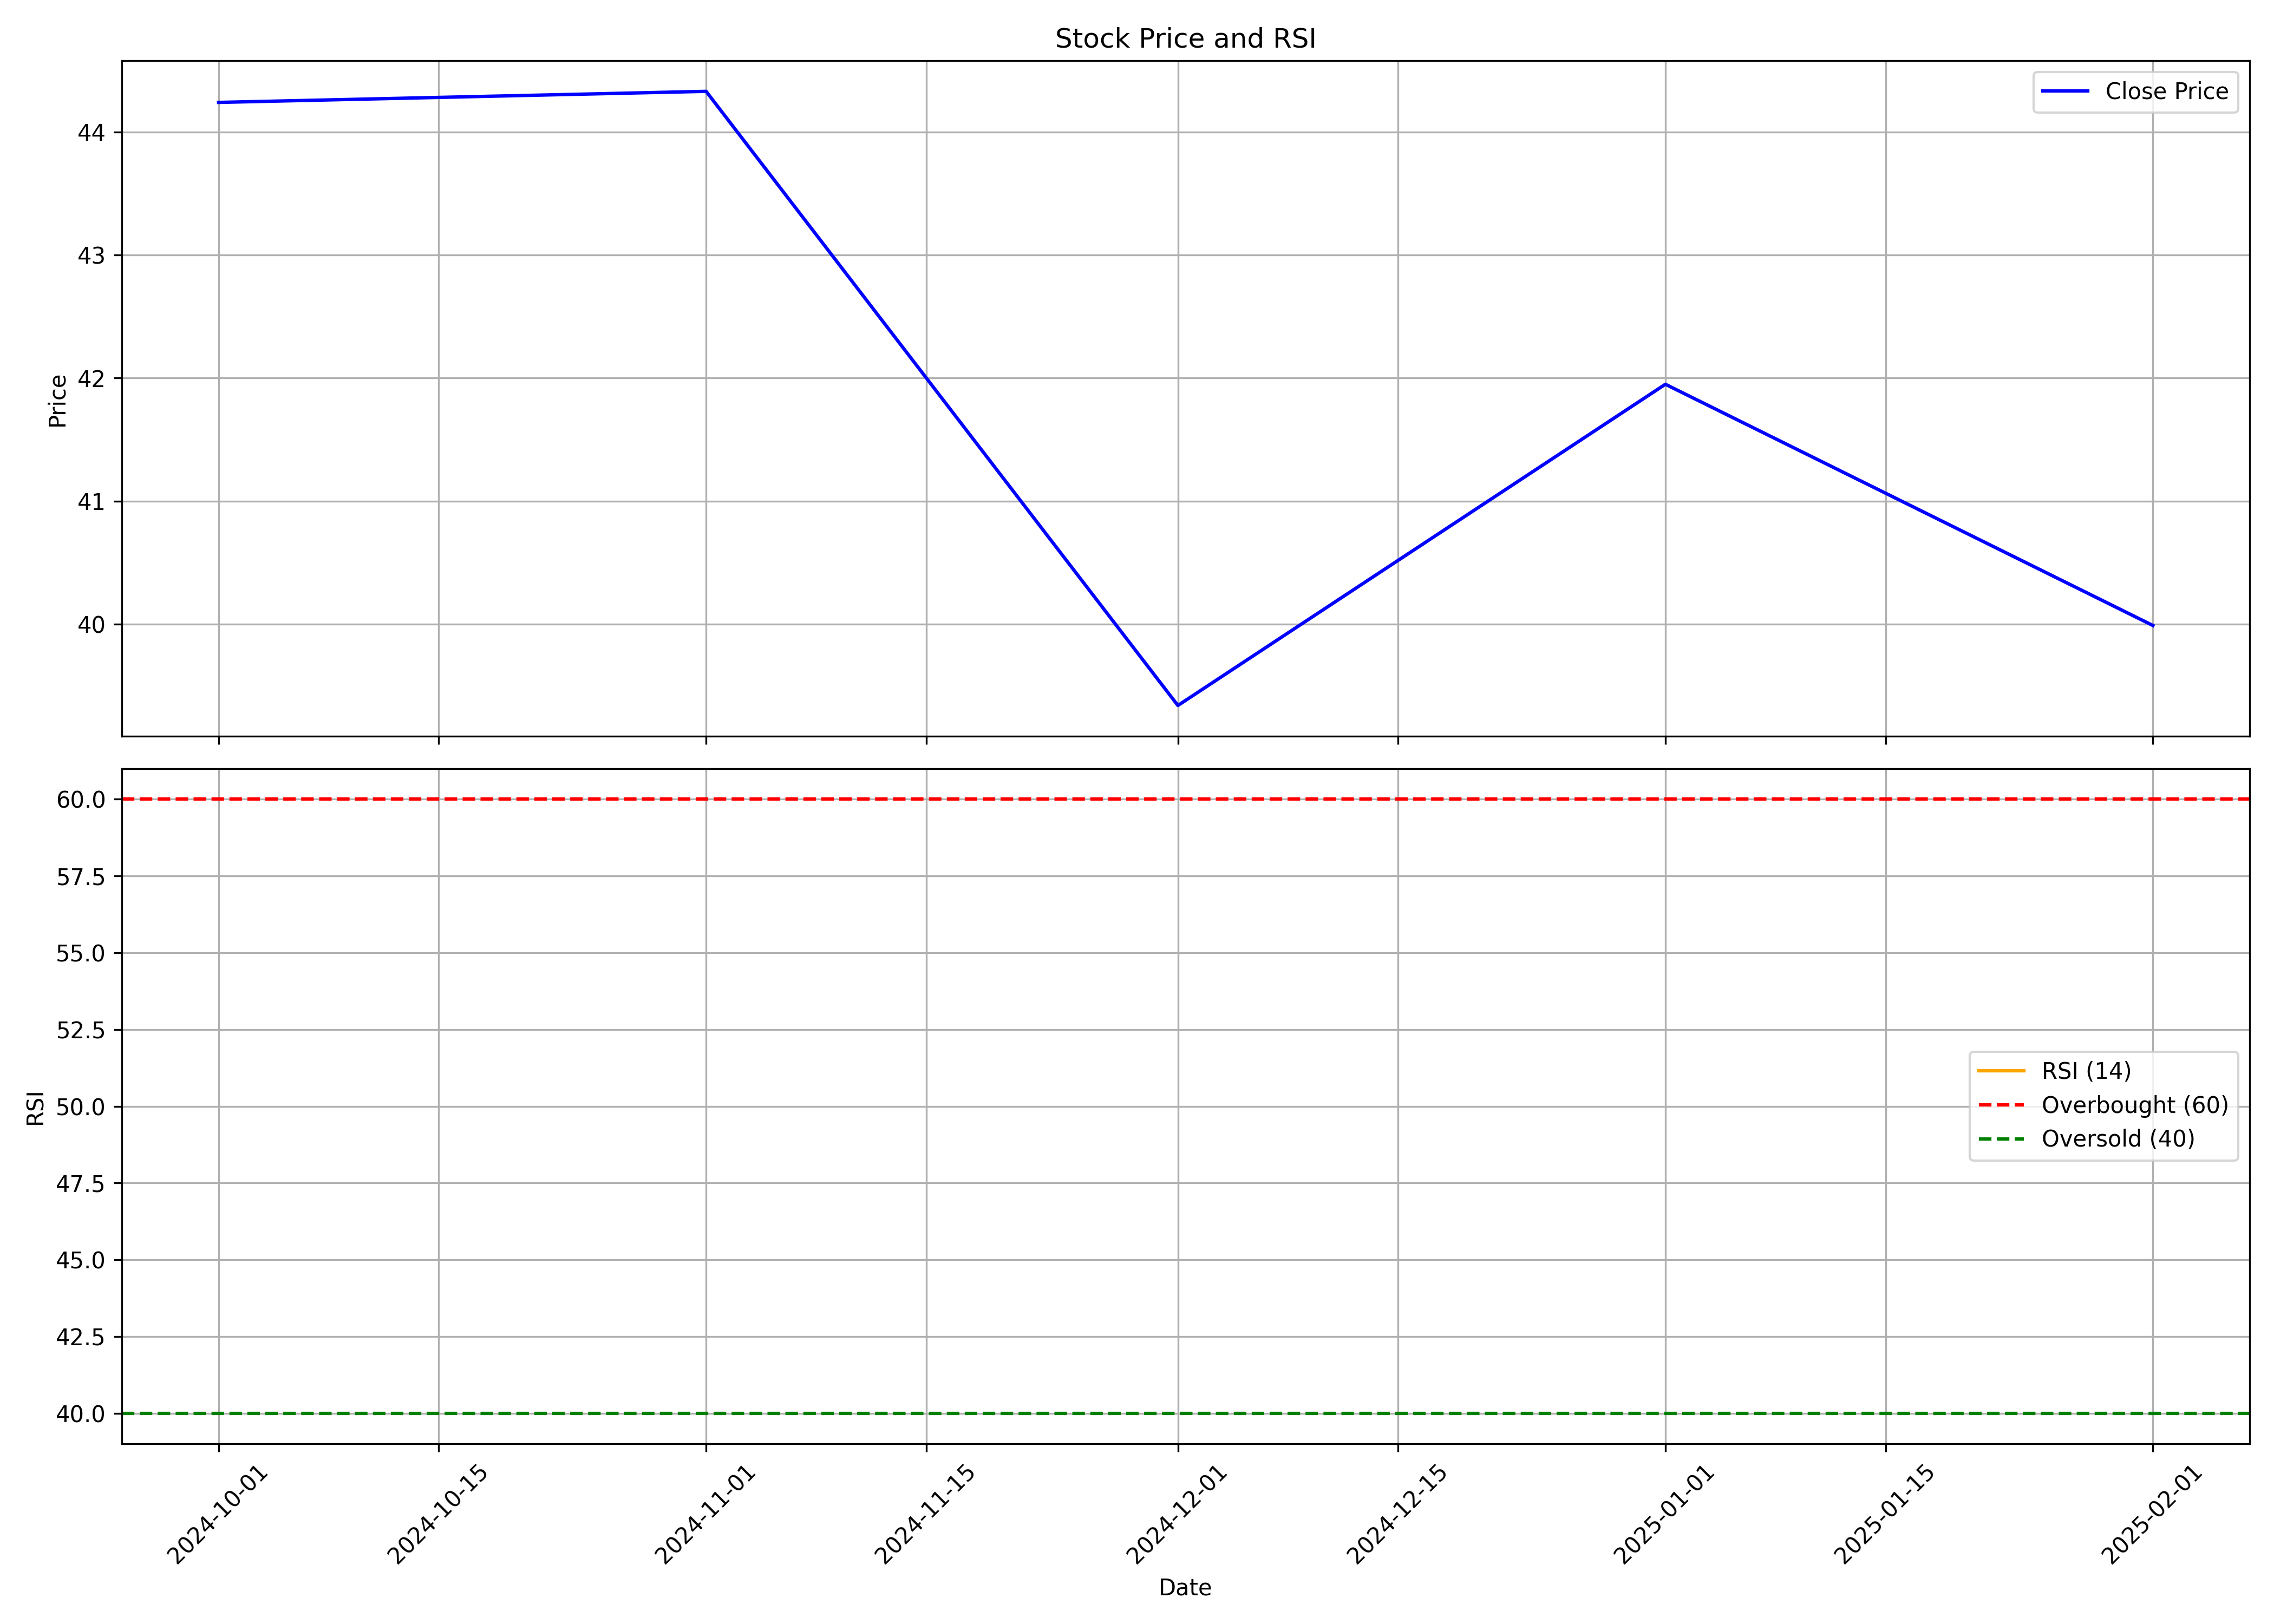 Stock Price and RSI
Close Price
44
43
42
41
40
Price
60.0
57.5
55.0
52.5
50.0
47.5
45.0
42.5
40.0
RSI
RSI (14)
Overbought (60)
Oversold (40)
2024-10-01
2024-10-15
2024-11-01
2024-11-15
2024-12-01
2024-12-15
2025-01-01
2025-01-15
2025-02-01
Date